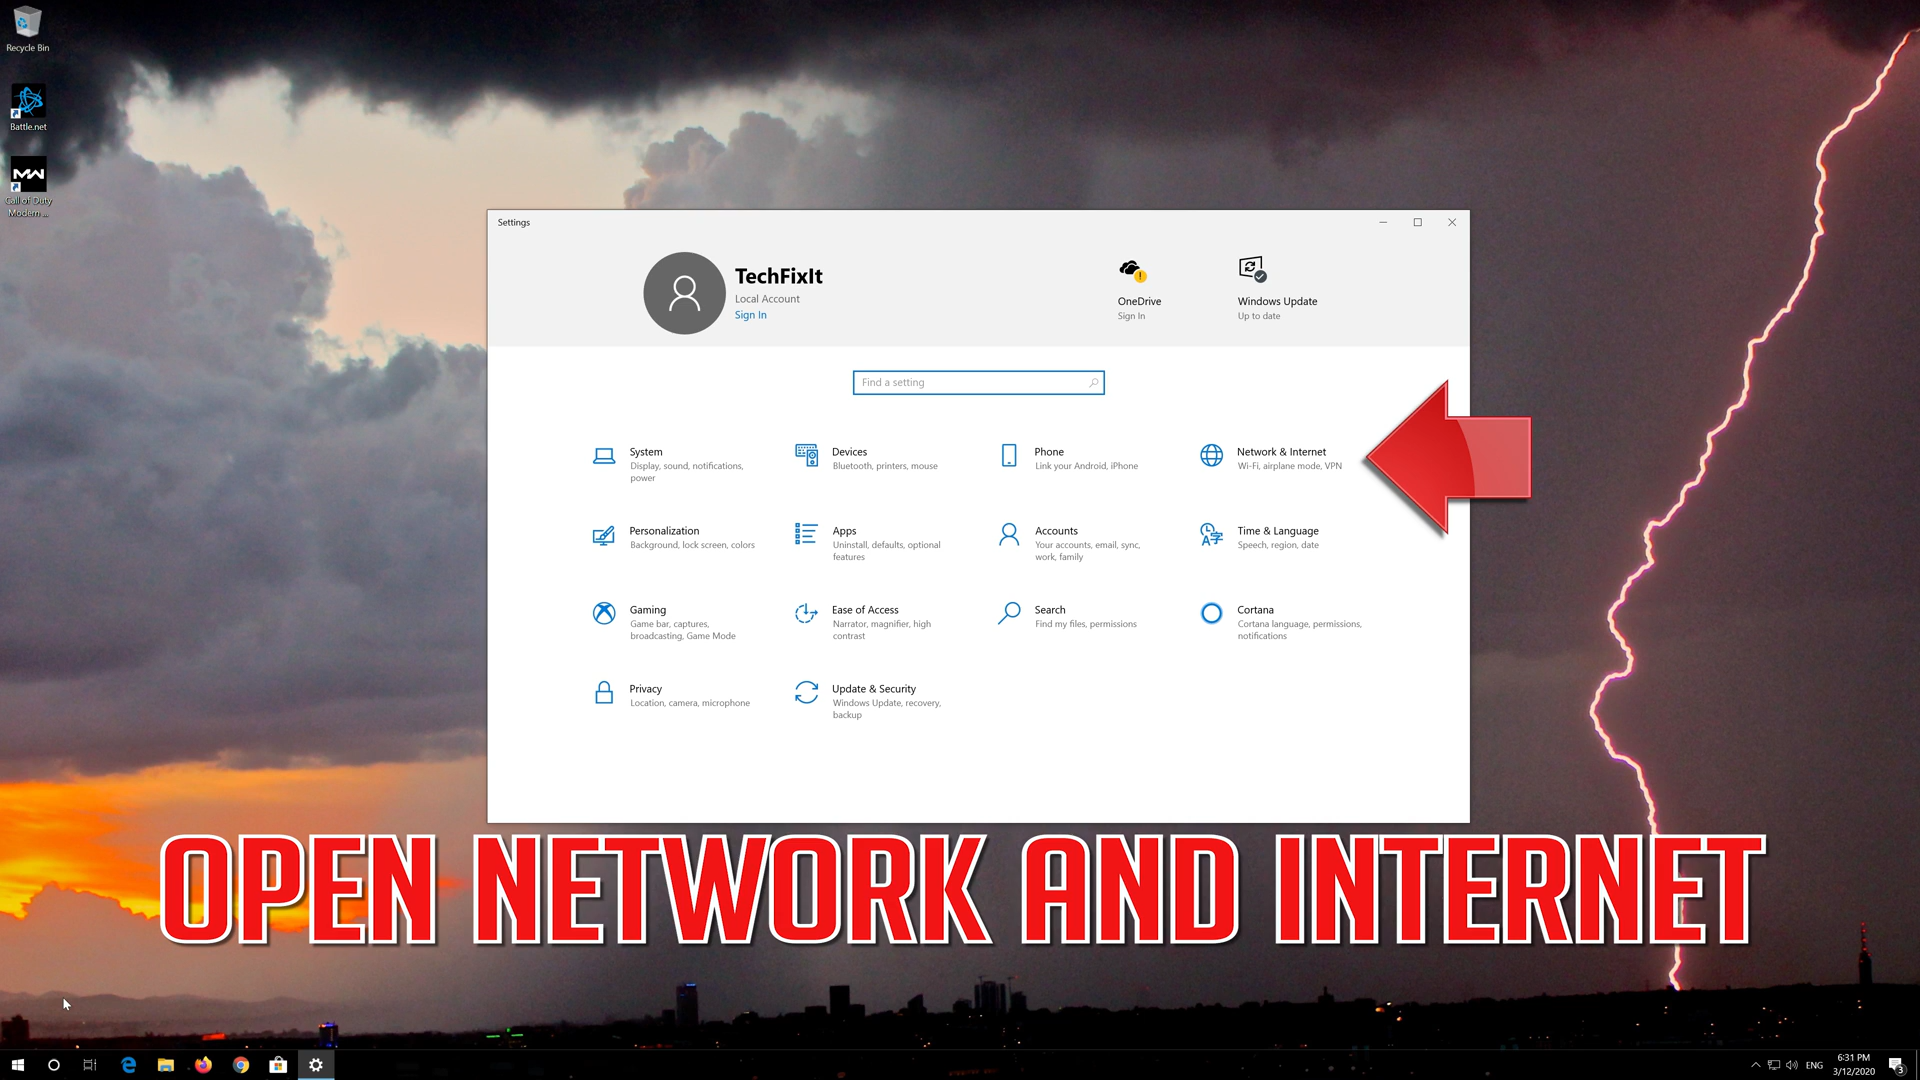 Recycle Bin
Battle.net
Call of Duty
Modern ...
Settings
TechFixIt
Local Account
Sign In
OneDrive
Sign In
Windows Update
Up to date
Find a setting
System
Display, sound, notifications,
power
Devices
Bluetooth, printers, mouse
Phone
Link your Android, iPhone
Network & Internet
Wi-Fi, airplane mode, VPN
Personalization
Background, lock screen, colors
Apps
Uninstall, defaults, optional
features
Accounts
Your accounts, email, sync,
work, family
Time & Language
Speech, region, date
Gaming
Game bar, captures,
broadcasting, Game Mode
Ease of Access
Narrator, magnifier, high
contrast
Search
Find my files, permissions
Cortana
Cortana language, permissions,
notifications
Privacy
Location, camera, microphone
Update & Security
Windows Update, recovery,
backup
OPEN NETWORK AND INTERNET
ENG
6:31 PM
3/12/2020
3